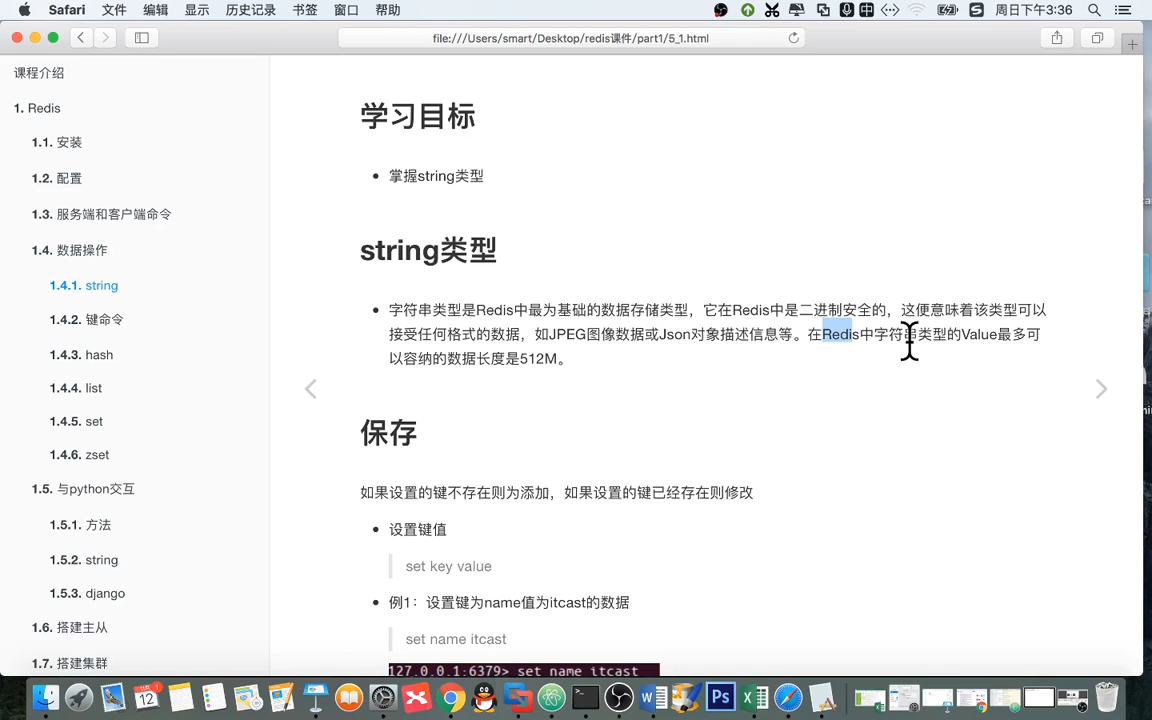 Safari 文件 编辑 显示 历史记录 书签 窗口 帮助 周日下午3:36
file:///Users/smart/Desktop/redis课件/part1/5_1.html
课程介绍
1. Redis
1.1. 安装
1.2. 配置
1.3. 服务端和客户端命令
1.4. 数据操作
1.4.1. string
1.4.2. 键命令
1.4.3. hash
1.4.4. list
1.4.5. set
1.4.6. zset
1.5. 与python交互
1.5.1. 方法
1.5.2. string
1.5.3. django
1.6. 搭建主从
1.7. 搭建集群
学习目标
掌握string类型
string类型
字符串类型是Redis中最为基础的数据存储类型，它在Redis中是二进制安全的，这便意味着该类型可以
接受任何格式的数据，如JPEG图像数据或Json对象描述信息等。在Redis中字符串类型的Value最多可
以容纳的数据长度是512M。
保存
如果设置的键不存在则为添加，如果设置的键已经存在则修改
设置键值
set key value
例1：设置键为name值为itcast的数据
set name itcast
127.0.0.1:6379> set name itcast
12
Ps